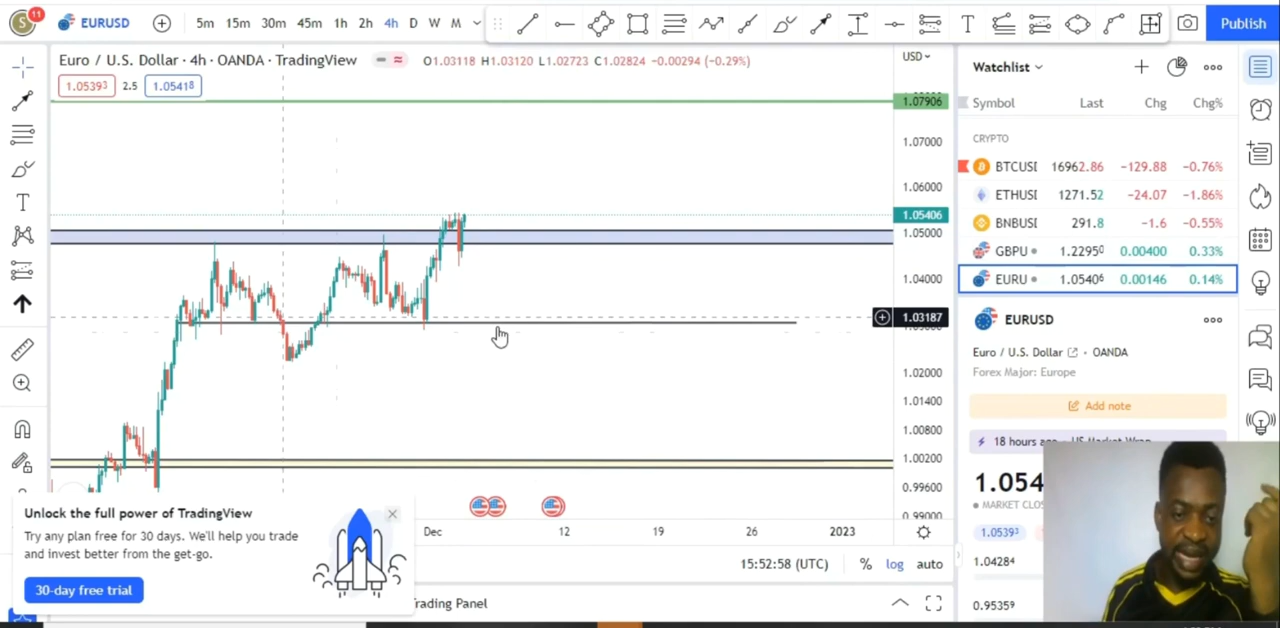 S 11 EURUSD 5m 15m 30m 45m 1h 2h 4h D W M T Publish
Euro / U.S. Dollar · 4h · OANDA · TradingView O1.03118 H1.03120 L1.02723 C1.02824 -0.00294 (-0.29%)
USD
1.05393 2.5 1.05418
1.07906
1.07000
1.06000
1.05406
1.05000
1.04000
1.03187
1.02000
1.01400
1.00800
1.00200
0.99600
0.99000
Dec 12 19 26 2023
15:52:58 (UTC) % log auto
Trading Panel
Unlock the full power of TradingView
Try any plan free for 30 days. We'll help you trade
and invest better from the get-go.
30-day free trial
Watchlist
Symbol Last Chg Chg%
CRYPTO
BTCUSI 16962.86 -129.88 -0.76%
ETHUSI 1271.52 -24.07 -1.86%
BNBUSI 291.8 -1.6 -0.55%
GBPU 1.22950 0.00400 0.33%
EURU 1.05406 0.00146 0.14%
EURUSD
Euro / U.S. Dollar · OANDA
Forex Major: Europe
Add note
18 hours ago
1.054
MARKET CLO
1.05393
1.04284
0.95359